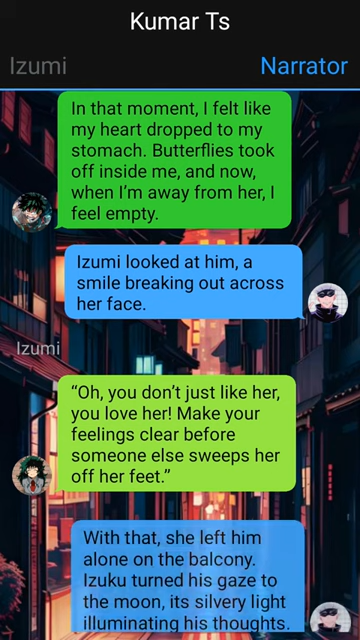 Kumar Ts
Izumi
Narrator
In that moment, I felt like
my heart dropped to my
stomach. Butterflies took
off inside me, and now,
when I’m away from her, I
feel empty.
Izumi looked at him, a
smile breaking out across
her face.
Izumi
“Oh, you don’t just like her,
you love her! Make your
feelings clear before
someone else sweeps her
off her feet.”
With that, she left him
alone on the balcony.
Izuku turned his gaze to
the moon, its silvery light
illuminating his thoughts.